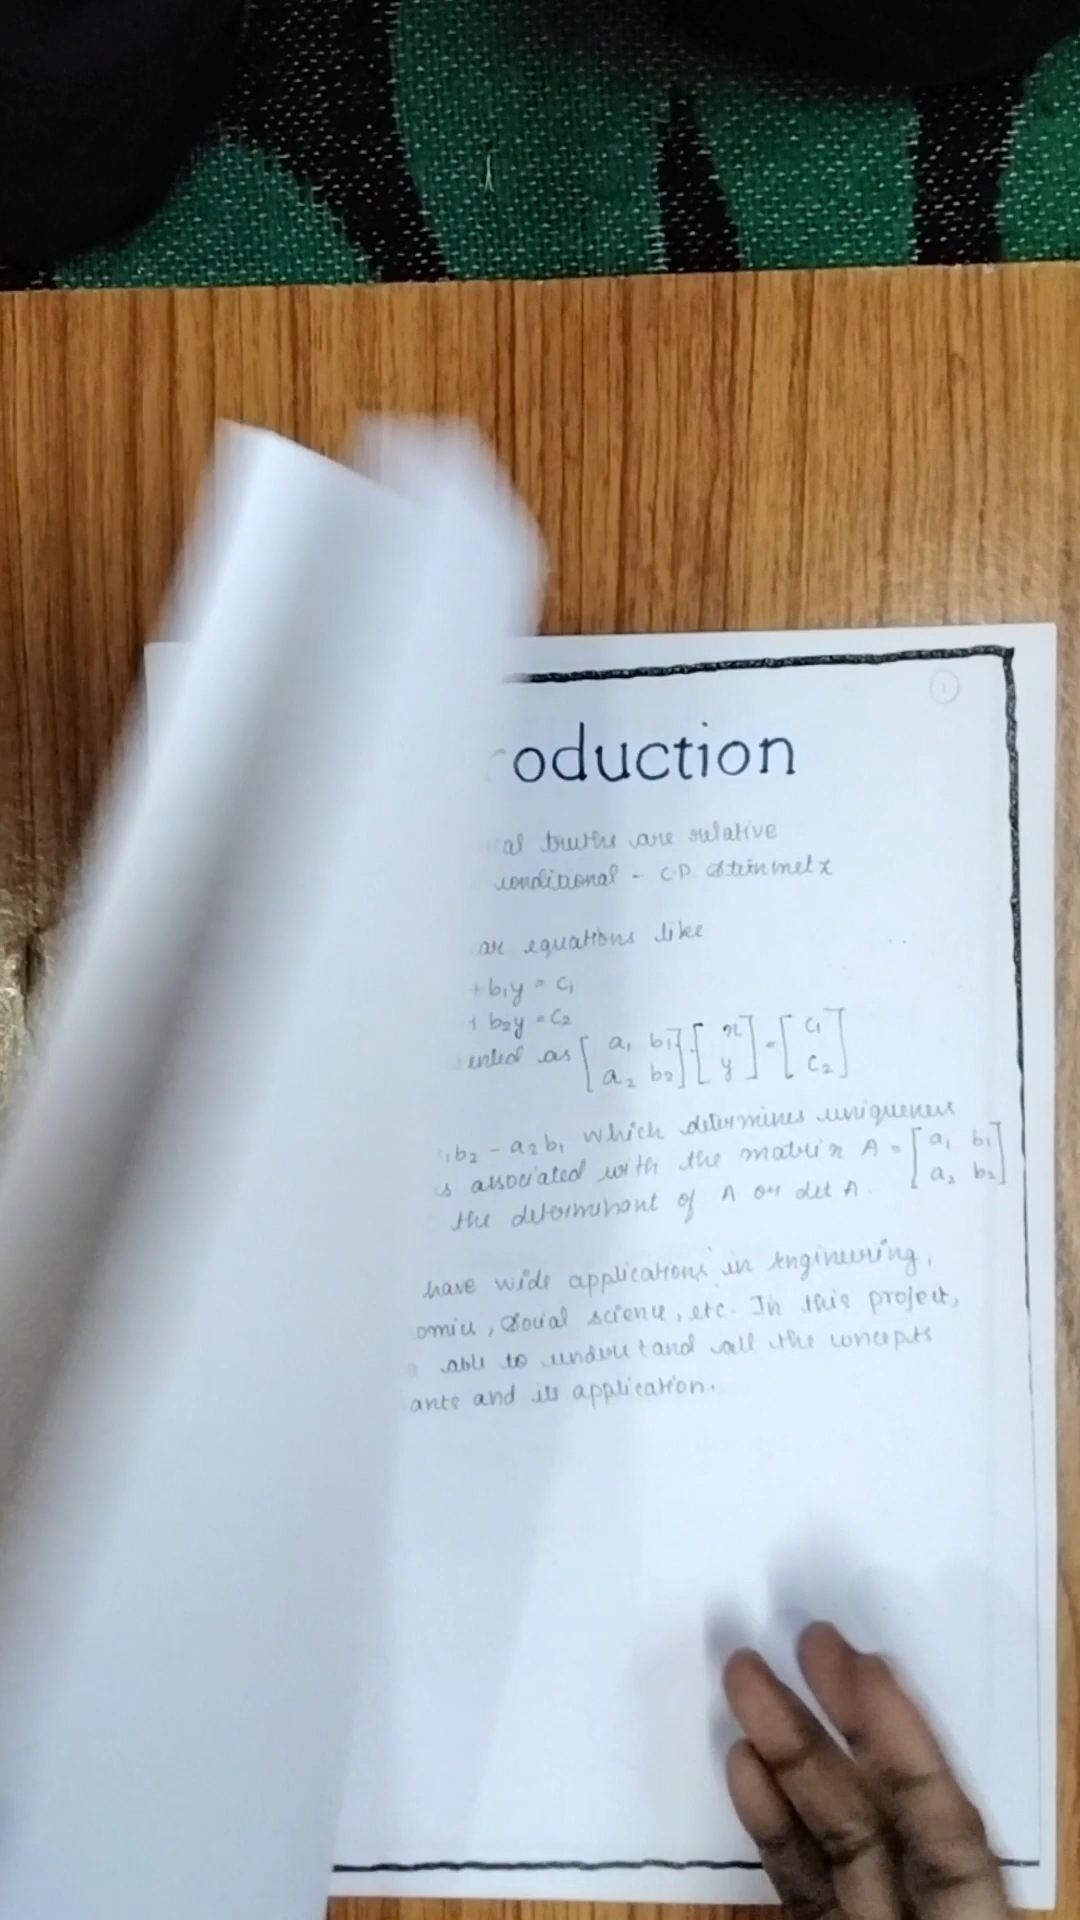 oduction
1
cal truths are relative
conditional - C.P. Steinmetz
ar equations like
+ b₁y = C₁
+ b₂y = C₂
ented as [a₁ b₁ a₂ b₂].[x y] = [C₁ C₂]
₁b₂ - a₂b₁ which determines uniqueness
is associated with the matrix A = [a₁ b₁ a₂ b₂]
the determinant of A or det A.
have wide applications in Engineering,
omics, Social science, etc. In this project,
able to understand all the concepts
ants and its application.